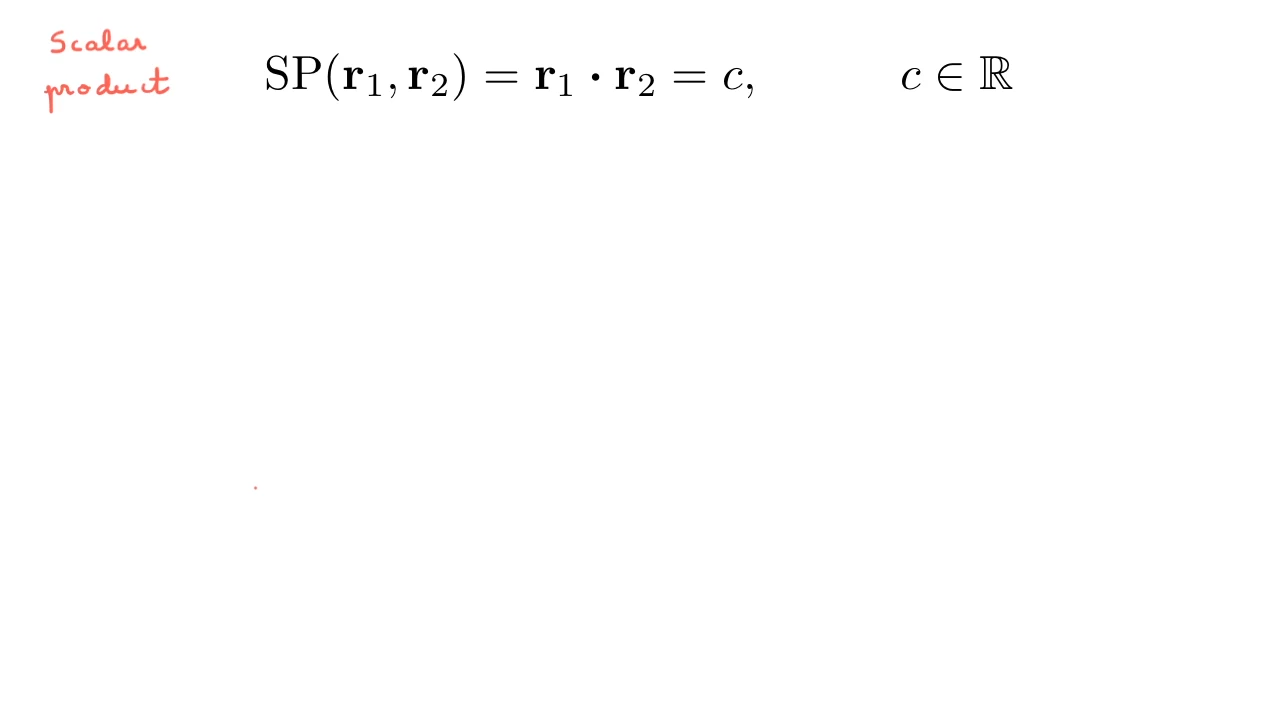 Scalar
product
SP(r₁, r₂) = r₁ · r₂ = c, c ∈ ℝ